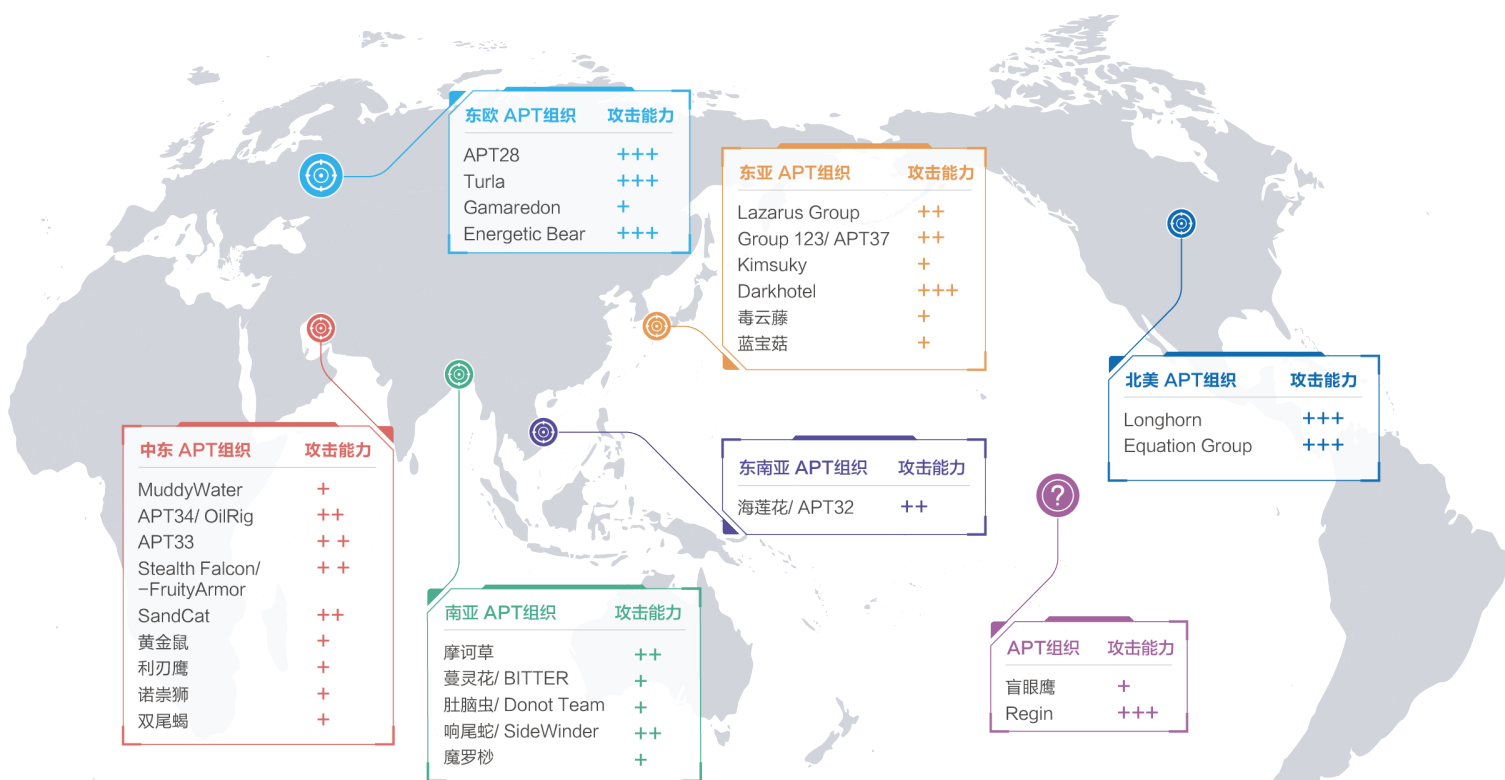 东欧 APT组织 攻击能力
APT28 +++
Turla +++
Gamaredon +
Energetic Bear +++
东亚 APT组织 攻击能力
Lazarus Group ++
Group 123/ APT37 ++
Kimsuky +
Darkhotel +++
毒云藤 +
蓝宝菇 +
北美 APT组织 攻击能力
Longhorn +++
Equation Group +++
中东 APT组织 攻击能力
MuddyWater +
APT34/ OilRig ++
APT33 + +
Stealth Falcon/ + +
–FruityArmor
SandCat ++
黄金鼠 +
利刃鹰 +
诺崇狮 +
双尾蝎 +
东南亚 APT组织 攻击能力
海莲花/ APT32 ++
南亚 APT组织 攻击能力
摩诃草 ++
蔓灵花/ BITTER +
肚脑虫/ Donot Team +
响尾蛇/ SideWinder ++
魔罗桫 +
?
APT组织 攻击能力
盲眼鹰 +
Regin +++